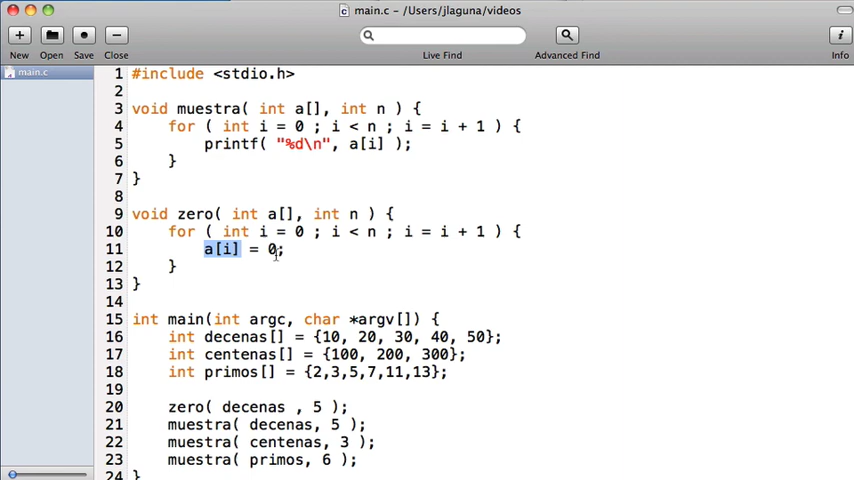 main.c – /Users/jlaguna/videos
New Open Save Close Live Find Advanced Find Info
main.c
1 #include <stdio.h>
2
3 void muestra( int a[], int n ) {
4 for ( int i = 0 ; i < n ; i = i + 1 ) {
5 printf( "%d\n", a[i] );
6 }
7 }
8
9 void zero( int a[], int n ) {
10 for ( int i = 0 ; i < n ; i = i + 1 ) {
11 a[i] = 0;
12 }
13 }
14
15 int main(int argc, char *argv[]) {
16 int decenas[] = {10, 20, 30, 40, 50};
17 int centenas[] = {100, 200, 300};
18 int primos[] = {2,3,5,7,11,13};
19
20 zero( decenas , 5 );
21 muestra( decenas, 5 );
22 muestra( centenas, 3 );
23 muestra( primos, 6 );
24 }